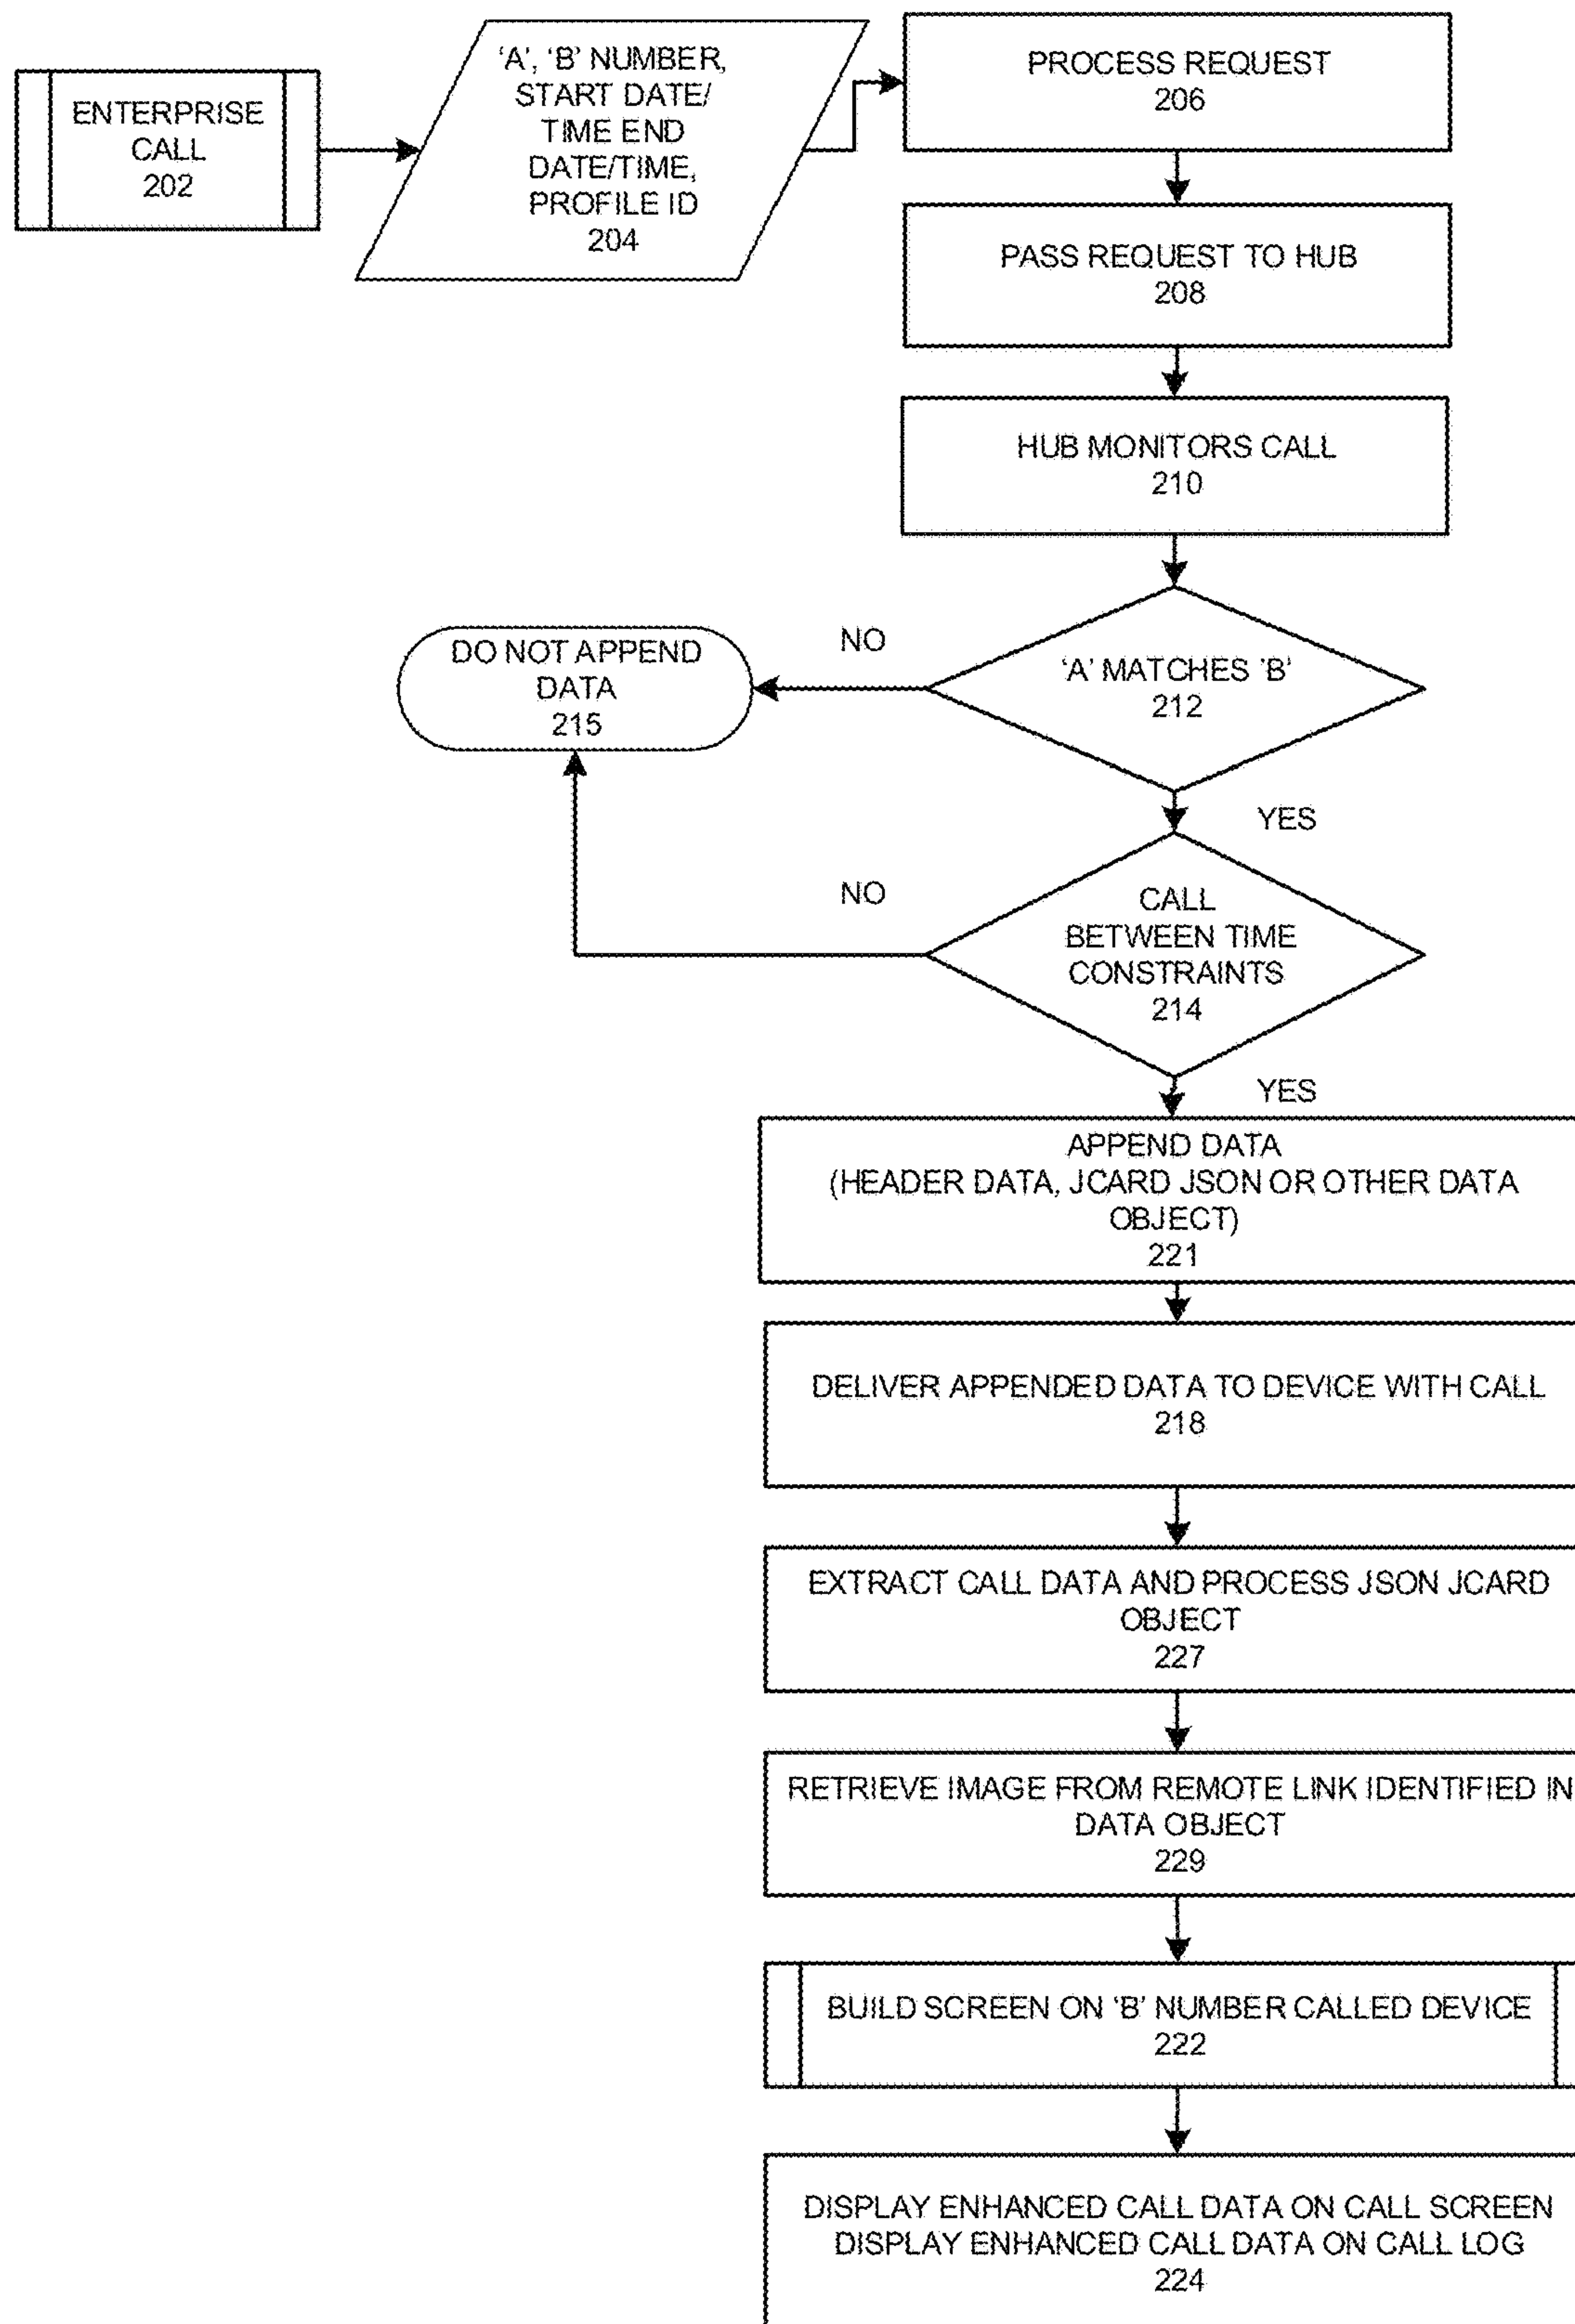 ENTERPRISE
CALL
202
‘A’, ‘B’ NUMBER,
START DATE/
TIME END
DATE/TIME,
PROFILE ID
204
PROCESS REQUEST
206
PASS REQUEST TO HUB
208
HUB MONITORS CALL
210
‘A’ MATCHES ‘B’
212
NO
DO NOT APPEND
DATA
215
YES
CALL
BETWEEN TIME
CONSTRAINTS
214
NO
YES
APPEND DATA
(HEADER DATA, JCARD JSON OR OTHER DATA
OBJECT)
221
DELIVER APPENDED DATA TO DEVICE WITH CALL
218
EXTRACT CALL DATA AND PROCESS JSON JCARD
OBJECT
227
RETRIEVE IMAGE FROM REMOTE LINK IDENTIFIED IN
DATA OBJECT
229
BUILD SCREEN ON ‘B’ NUMBER CALLED DEVICE
222
DISPLAY ENHANCED CALL DATA ON CALL SCREEN
DISPLAY ENHANCED CALL DATA ON CALL LOG
224